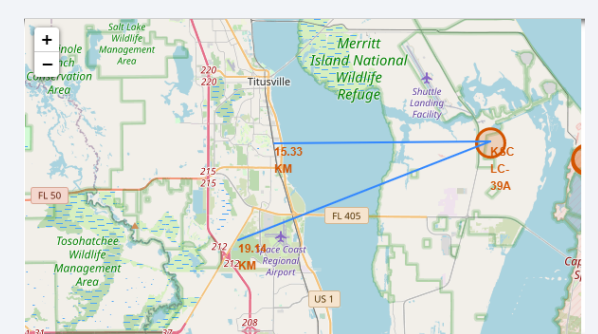 +
−
Salt Lake
Wildlife
Management
Area
inole
nch
Conservation
Area
220
220
Titusville
Merritt
Island National
Wildlife
Refuge
Shuttle
Landing
Facility
15.33
KM
KSC
LC-
39A
215
215
FL 50
FL 405
Tosohatchee
Wildlife
Management
Area
212
212
19.14
KM
ace Coast
Regional
Airport
US 1
208
Cap